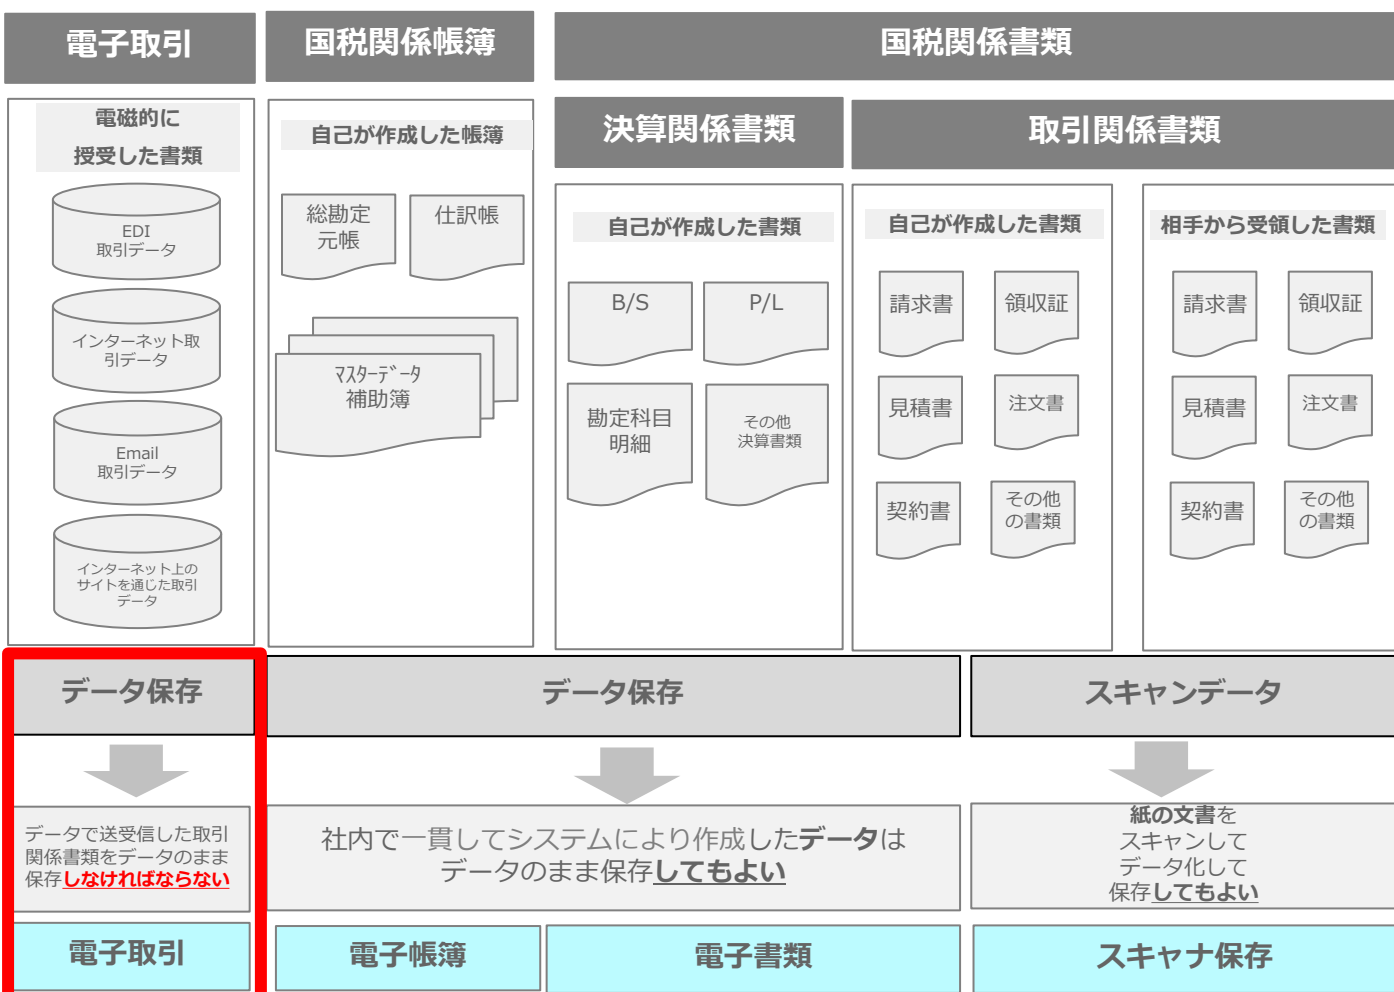 電子取引
国税関係帳簿
国税関係書類
電磁的に
授受した書類
自己が作成した帳簿
決算関係書類
取引関係書類
EDI
取引データ
インターネット取
引データ
Email
取引データ
インターネット上の
サイトを通じた取引
データ
総勘定
元帳
仕訳帳
ﾏｽﾀｰﾃﾞｰﾀ
補助簿
自己が作成した書類
B/S
P/L
勘定科目
明細
その他
決算書類
自己が作成した書類
請求書
領収証
見積書
注文書
契約書
その他
の書類
相手から受領した書類
請求書
領収証
見積書
注文書
契約書
その他
の書類
データ保存
データ保存
スキャンデータ
データで送受信した取引
関係書類をデータのまま
保存しなければならない
社内で一貫してシステムにより作成したデータは
データのまま保存してもよい
紙の文書を
スキャンして
データ化して
保存してもよい
電子取引
電子帳簿
電子書類
スキャナ保存